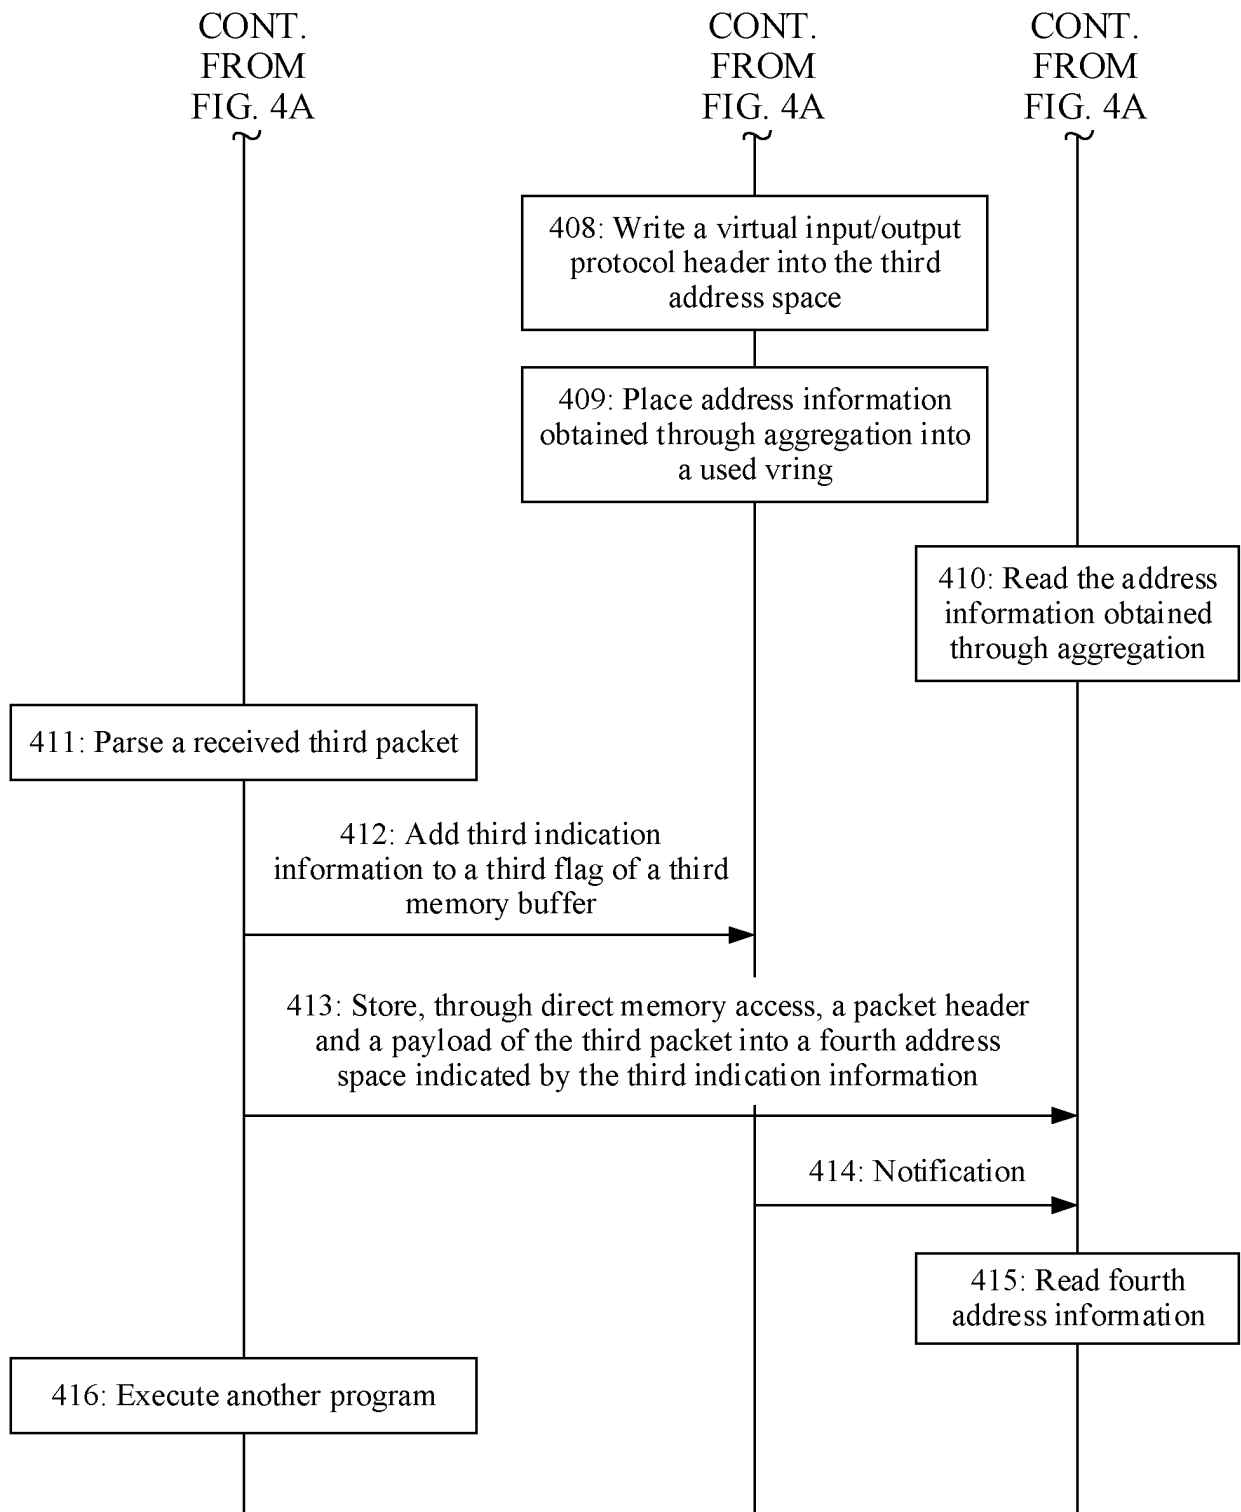 CONT.
FROM
FIG. 4A
CONT.
FROM
FIG. 4A
CONT.
FROM
FIG. 4A
408: Write a virtual input/output
protocol header into the third
address space
409: Place address information
obtained through aggregation into
a used vring
410: Read the address
information obtained
through aggregation
411: Parse a received third packet
412: Add third indication
information to a third flag of a third
memory buffer
413: Store, through direct memory access, a packet header
and a payload of the third packet into a fourth address
space indicated by the third indication information
414: Notification
415: Read fourth
address information
416: Execute another program